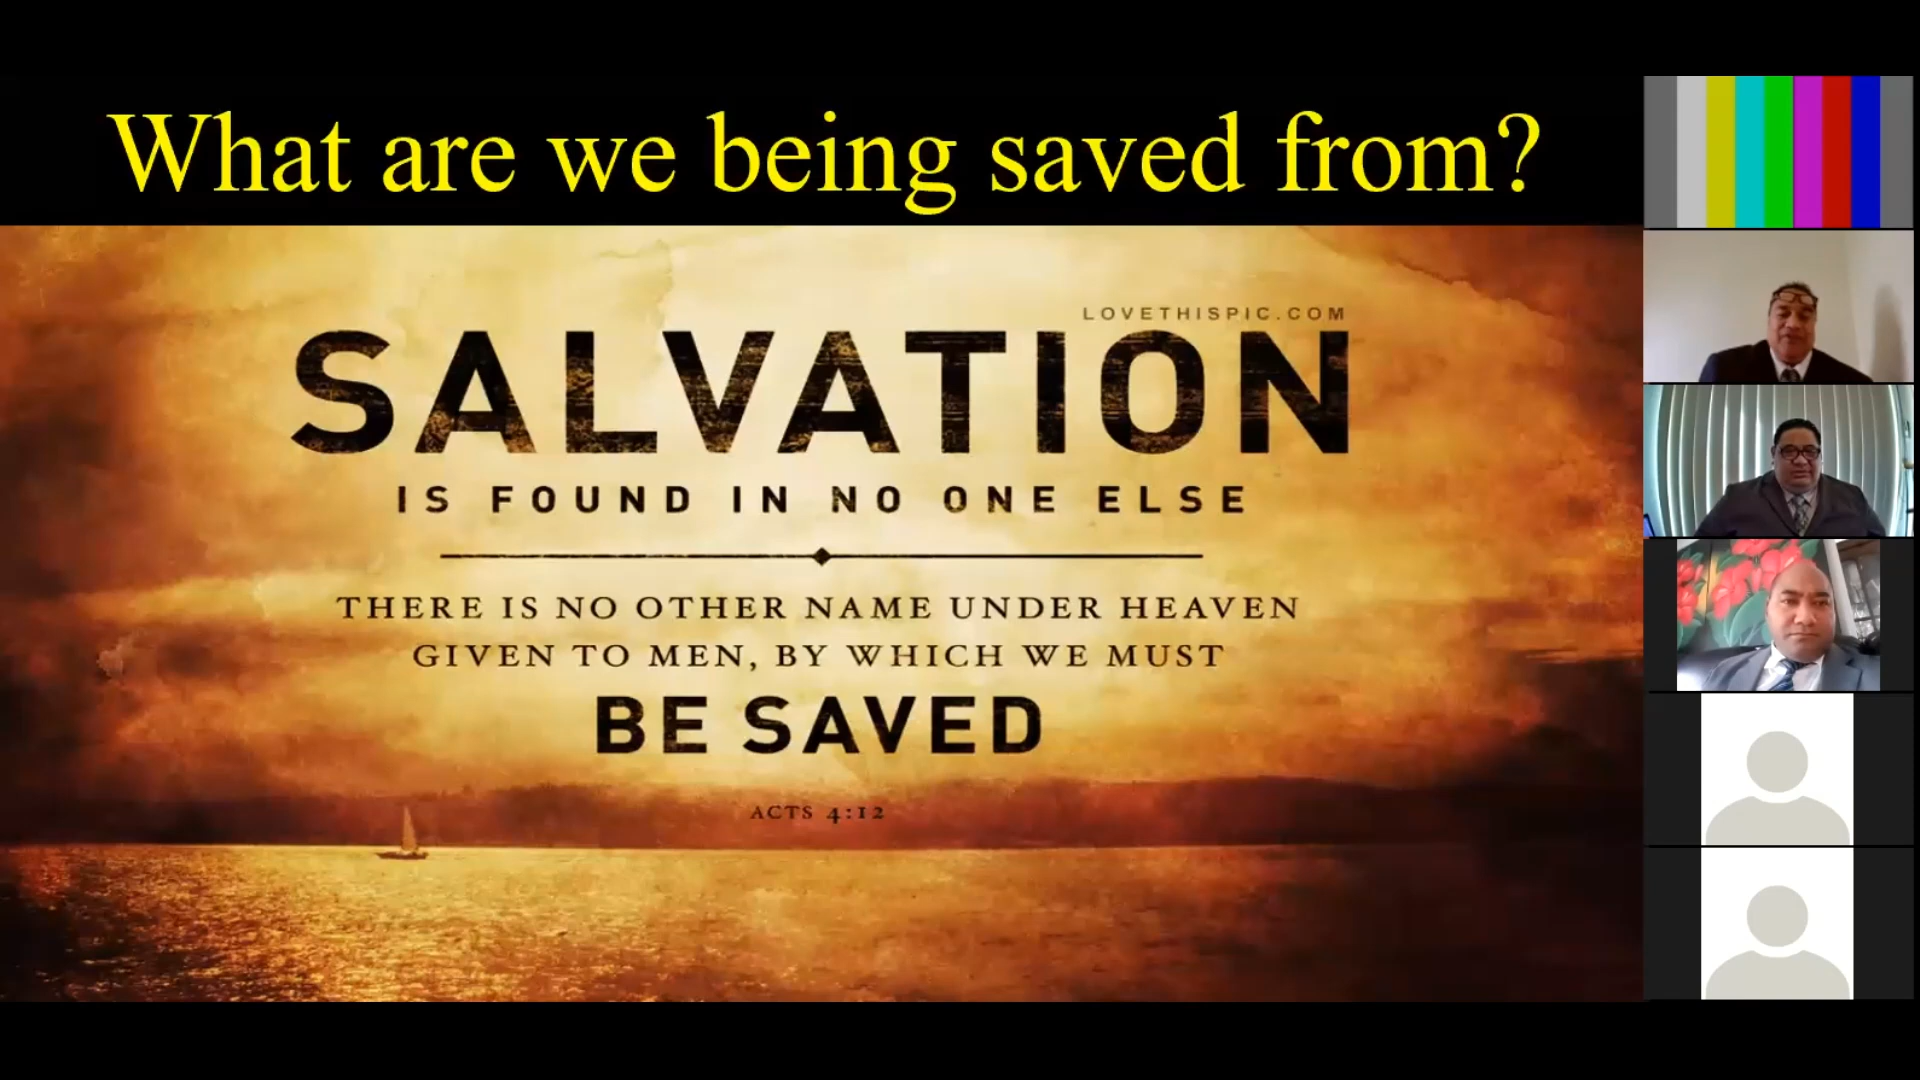 What are we being saved from?
LOVETHISPIC.COM
SALVATION
IS FOUND IN NO ONE ELSE
THERE IS NO OTHER NAME UNDER HEAVEN
GIVEN TO MEN, BY WHICH WE MUST
BE SAVED
ACTS 4:12